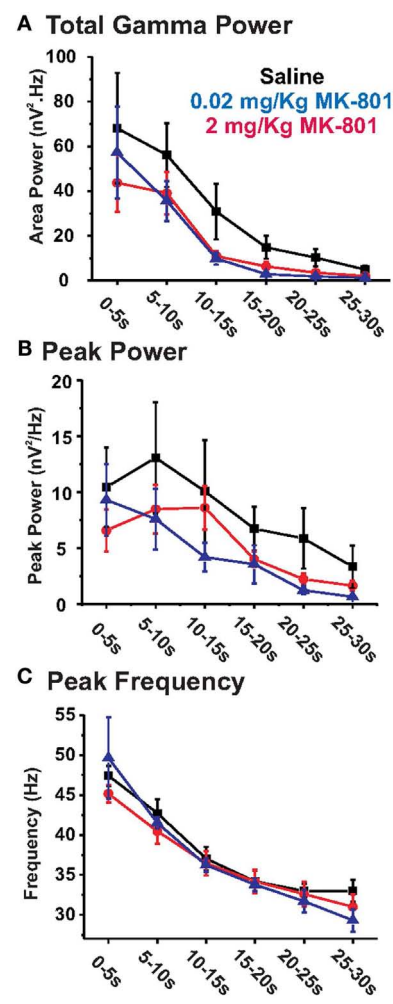 A Total Gamma Power
Area Power (nV².Hz)
100
80
60
40
20
0
Saline
0.02 mg/Kg MK-801
2 mg/Kg MK-801
0-5s
5-10s
10-15s
15-20s
20-25s
25-30s
B Peak Power
Peak Power (nV²/Hz)
20
15
10
5
0
0-5s
5-10s
10-15s
15-20s
20-25s
25-30s
C Peak Frequency
Frequency (Hz)
55
50
45
40
35
30
0-5s
5-10s
10-15s
15-20s
20-25s
25-30s